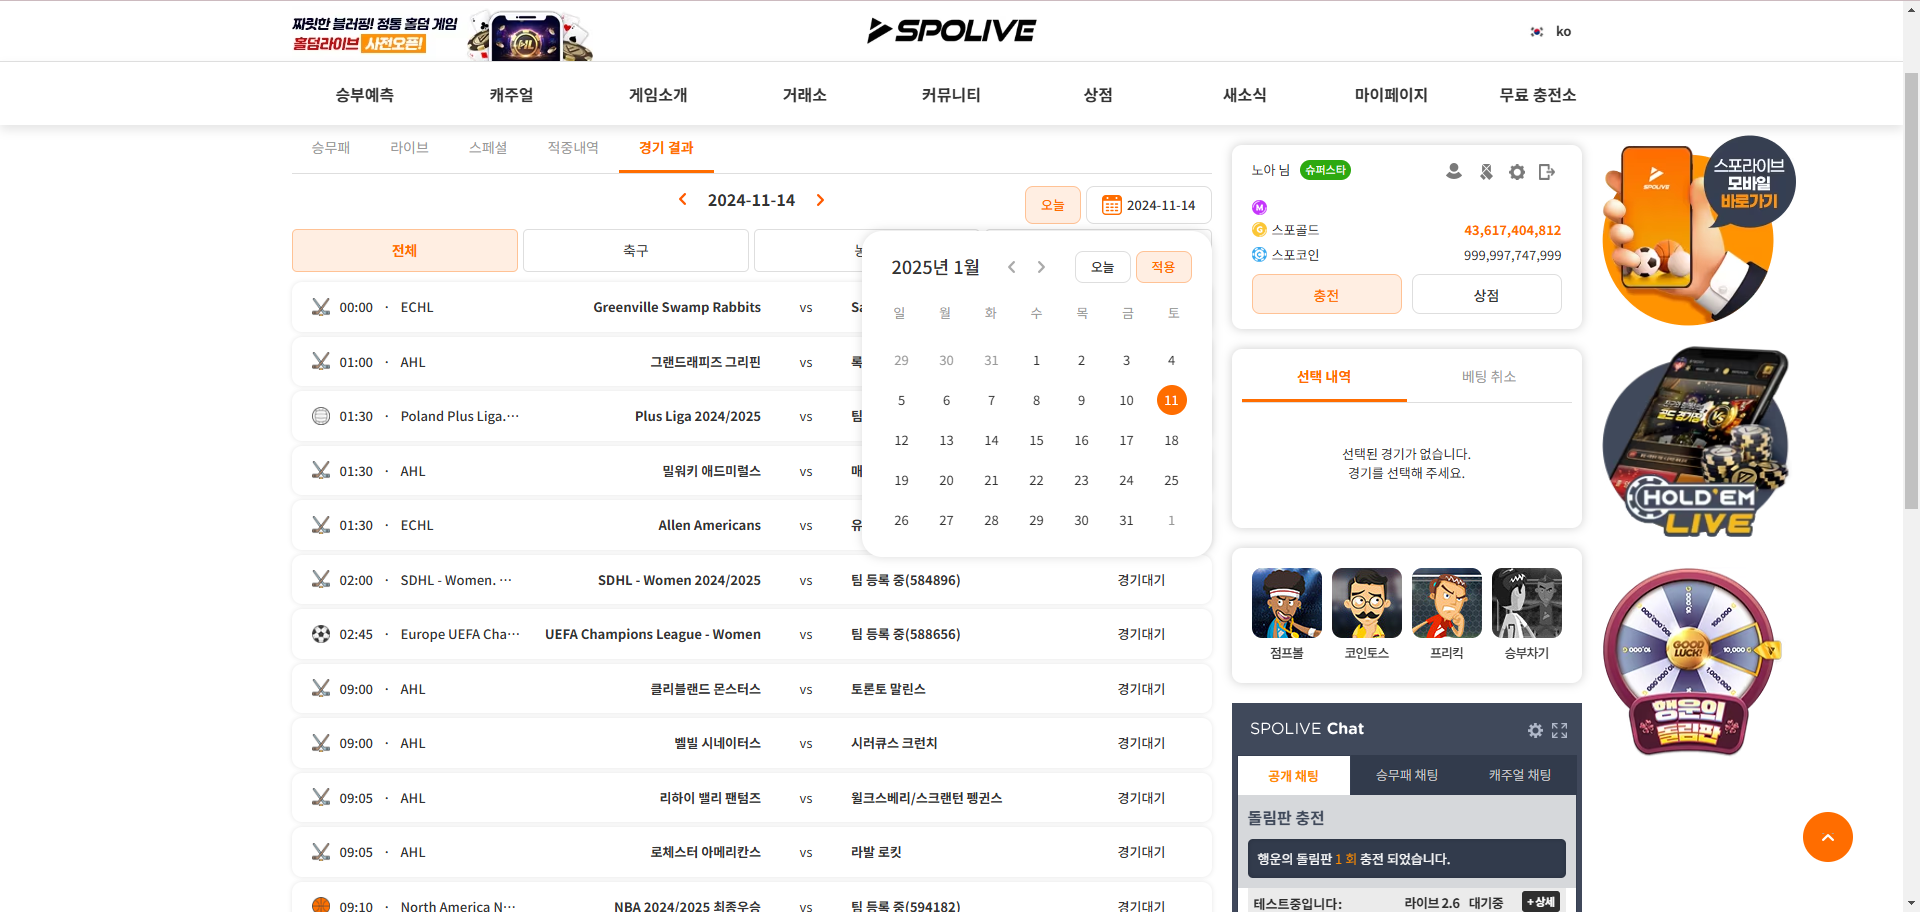 짜릿한 블러핑! 정통 홀덤 게임
홀덤라이브 사전오픈!
SPOLIVE
ko
승부예측 캐주얼 게임소개 거래소 커뮤니티 상점 새소식 마이페이지 무료 충전소
승무패 라이브 스페셜 적중내역 경기 결과
2024-11-14
오늘 2024-11-14
전체 축구
2025년 1월 오늘 적용
일 월 화 수 목 금 토
29 30 31 1 2 3 4
5 6 7 8 9 10 11
12 13 14 15 16 17 18
19 20 21 22 23 24 25
26 27 28 29 30 31 1
00:00 · ECHL Greenville Swamp Rabbits vs
01:00 · AHL 그랜드래피즈 그리핀 vs 록
01:30 · Poland Plus Liga.··· Plus Liga 2024/2025 vs 팀
01:30 · AHL 밀워키 애드미럴스 vs 매
01:30 · ECHL Allen Americans vs 유
02:00 · SDHL - Women. ··· SDHL - Women 2024/2025 vs 팀 등록 중(584896) 경기대기
02:45 · Europe UEFA Cha··· UEFA Champions League - Women vs 팀 등록 중(588656) 경기대기
09:00 · AHL 클리블랜드 몬스터스 vs 토론토 말린스 경기대기
09:00 · AHL 벨빌 시네이터스 vs 시러큐스 크런치 경기대기
09:05 · AHL 리하이 밸리 팬텀즈 vs 윌크스베리/스크랜턴 펭귄스 경기대기
09:05 · AHL 로체스터 아메리칸스 vs 라발 로킷 경기대기
09:10 · North America N··· NBA 2024/2025 최종우승 vs 팀 등록 중(594182) 경기대기
노아 님 슈퍼스타
M
G 스포골드 43,617,404,812
C 스포코인 999,997,747,999
충전 상점
선택 내역 베팅 취소
선택된 경기가 없습니다.
경기를 선택해 주세요.
점프볼 코인토스 프리킥 승부차기
SPOLIVE Chat
공개 채팅 승무패 채팅 캐주얼 채팅
돌림판 충전
행운의 돌림판 1 회 충전 되었습니다.
테스트중입니다: 라이브 2.6 대기중 +상세
스포라이브
모바일
바로가기
SPOLIVE
VS
HOLD'EM
LIVE
GOOD
LUCK!
100,000
10,000 G
1,000,000
행운의
돌림판